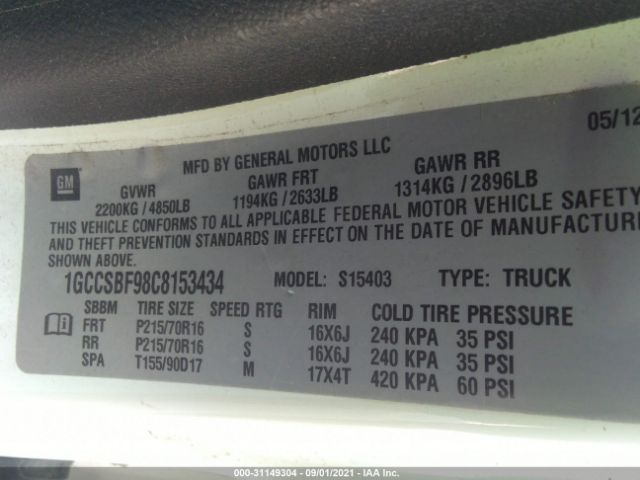 05/12
MFD BY GENERAL MOTORS LLC
GM
GVWR GAWR FRT GAWR RR
2200KG / 4850LB 1194KG / 2633LB 1314KG / 2896LB
THIS VEHICLE CONFORMS TO ALL APPLICABLE FEDERAL MOTOR VEHICLE SAFETY
AND THEFT PREVENTION STANDARDS IN EFFECT ON THE DATE OF MANUFACTURE
SHOWN ABOVE.
1GCCSBF98C8153434 MODEL: S15403 TYPE: TRUCK
SBBM TIRE SIZE SPEED RTG RIM COLD TIRE PRESSURE
FRT P215/70R16 S 16X6J 240 KPA 35 PSI
RR P215/70R16 S 16X6J 240 KPA 35 PSI
SPA T155/90D17 M 17X4T 420 KPA 60 PSI
000-31149304 - 09/01/2021 - IAA Inc.